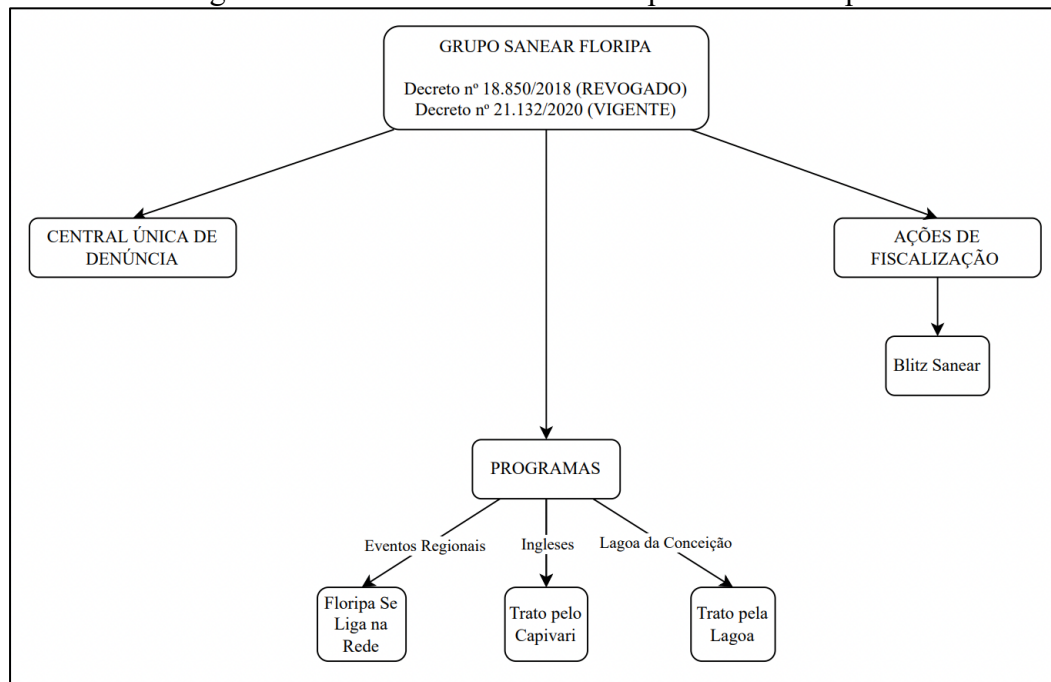 GRUPO SANEAR FLORIPA
Decreto nº 18.850/2018 (REVOGADO)
Decreto nº 21.132/2020 (VIGENTE)
CENTRAL ÚNICA DE
DENÚNCIA
AÇÕES DE
FISCALIZAÇÃO
Blitz Sanear
PROGRAMAS
Eventos Regionais
Ingleses
Lagoa da Conceição
Floripa Se
Liga na
Rede
Trato pelo
Capivari
Trato pela
Lagoa